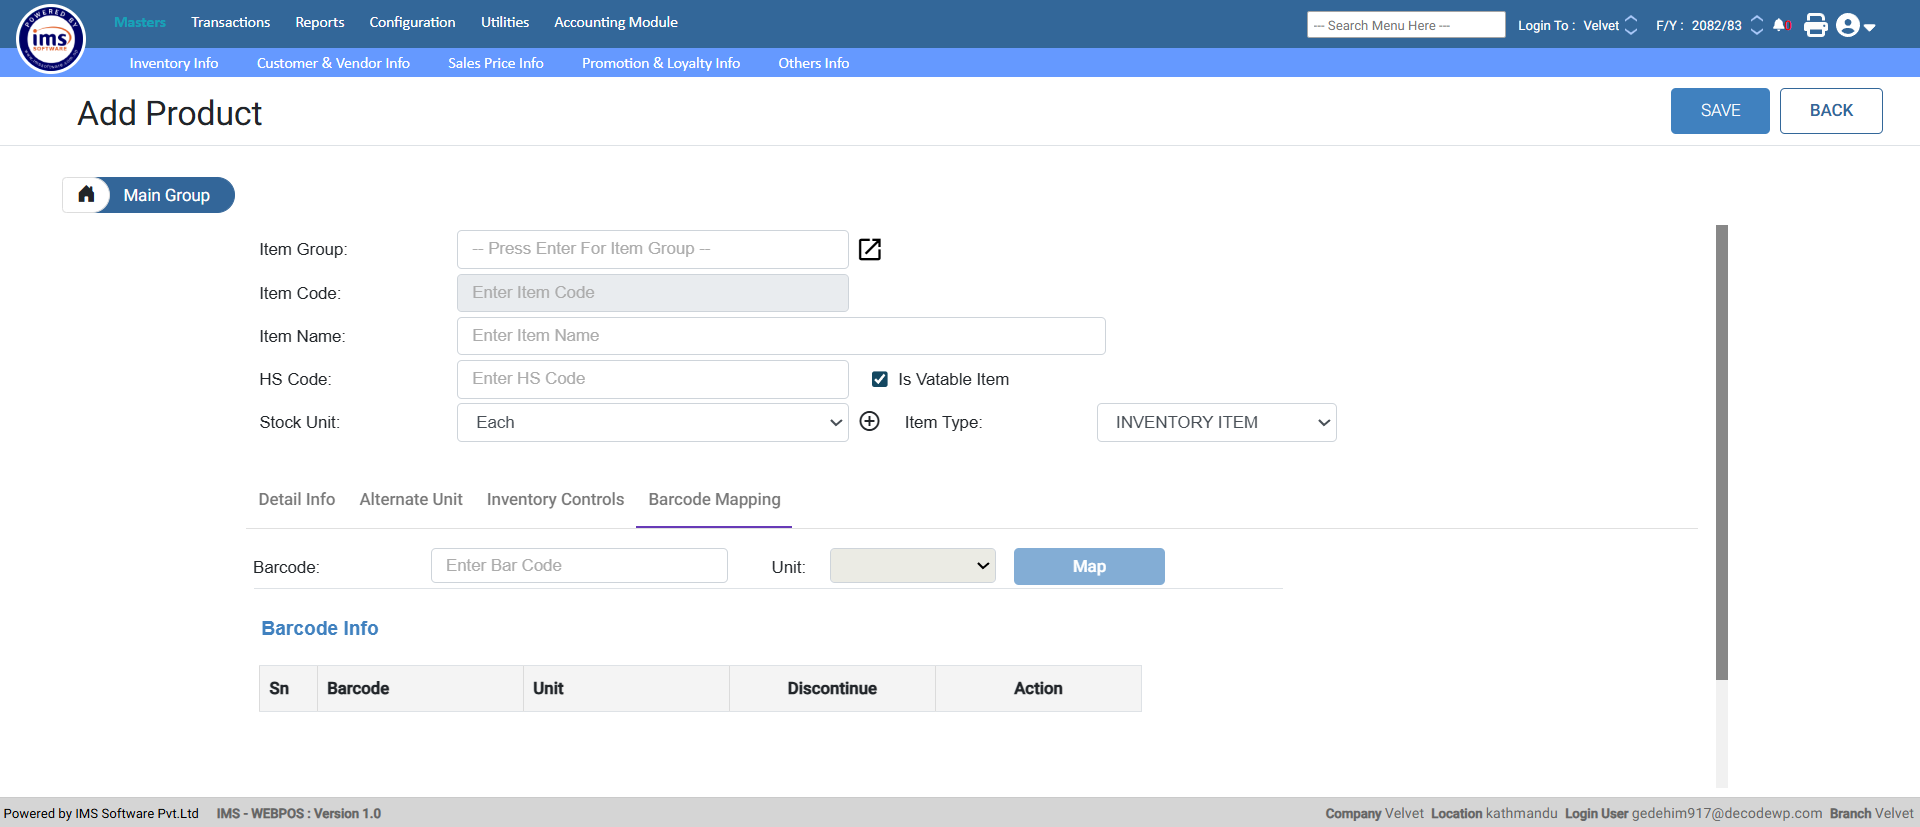 POWERED BY
ims
SOFTWARE
Masters Transactions Reports Configuration Utilities Accounting Module
--- Search Menu Here ---
Login To : Velvet
F/Y : 2082/83
0
Inventory Info Customer & Vendor Info Sales Price Info Promotion & Loyalty Info Others Info
Add Product
SAVE
BACK
Main Group
Item Group: -- Press Enter For Item Group --
Item Code: Enter Item Code
Item Name: Enter Item Name
HS Code: Enter HS Code Is Vatable Item
Stock Unit: Each Item Type: INVENTORY ITEM
Detail Info Alternate Unit Inventory Controls Barcode Mapping
Barcode: Enter Bar Code Unit: Map
Barcode Info
Sn Barcode Unit Discontinue Action
Powered by IMS Software Pvt.Ltd IMS - WEBPOS : Version 1.0 Company Velvet Location kathmandu Login User gedehim917@decodewp.com Branch Velvet